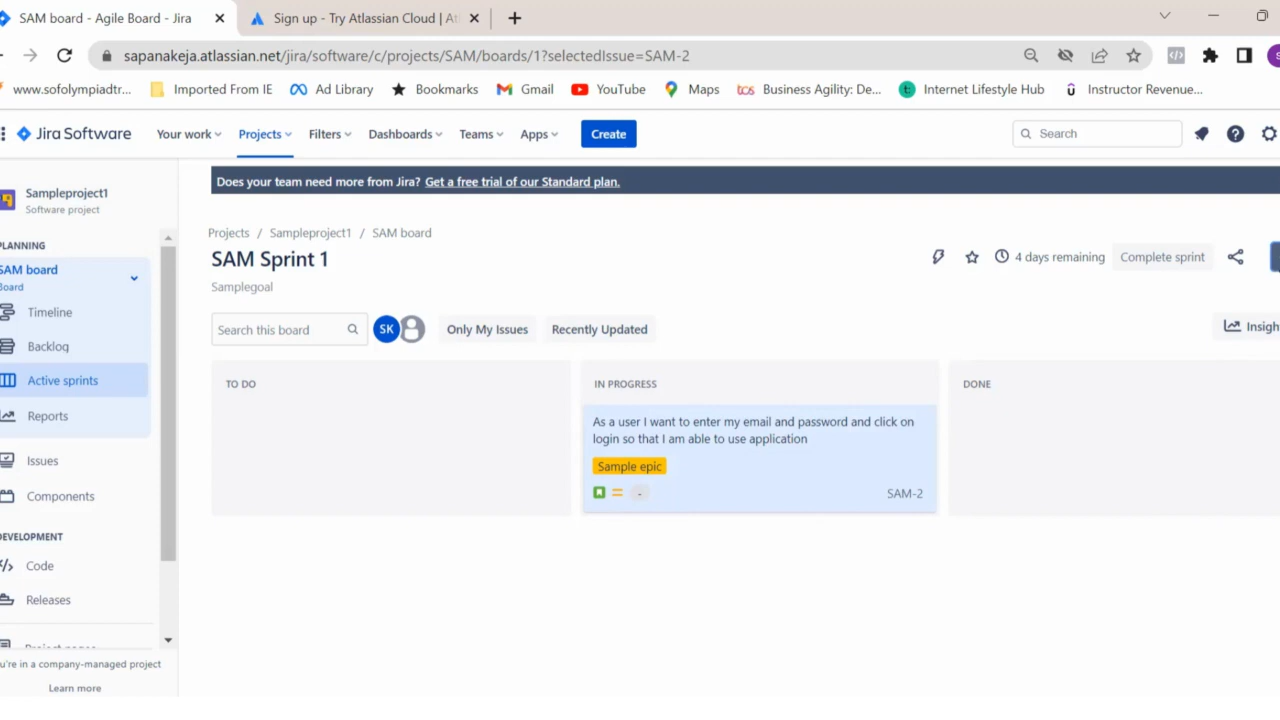 SAM board - Agile Board - Jira
Sign up - Try Atlassian Cloud | At
sapanakeja.atlassian.net/jira/software/c/projects/SAM/boards/1?selectedIssue=SAM-2
www.sofolympiadtr... Imported From IE Ad Library Bookmarks Gmail YouTube Maps tcs Business Agility: De... Internet Lifestyle Hub Instructor Revenue...
Jira Software Your work Projects Filters Dashboards Teams Apps Create Search
Sampleproject1
Software project
Does your team need more from Jira? Get a free trial of our Standard plan.
PLANNING
SAM board
Board
Timeline
Backlog
Active sprints
Reports
Issues
Components
DEVELOPMENT
Code
Releases
Project pages
u're in a company-managed project
Learn more
Projects / Sampleproject1 / SAM board
SAM Sprint 1
4 days remaining Complete sprint
Samplegoal
Search this board SK Only My Issues Recently Updated Insigh
TO DO
IN PROGRESS
As a user I want to enter my email and password and click on
login so that I am able to use application
Sample epic
- SAM-2
DONE